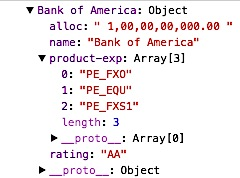 ▼ Bank of America: Object
alloc: " 1,00,00,00,000.00 "
name: "Bank of America"
▼ product-exp: Array[3]
0: "PE_FXO"
1: "PE_EQU"
2: "PE_FXS1"
length: 3
▶ __proto__: Array[0]
rating: "AA"
▶ __proto__: Object